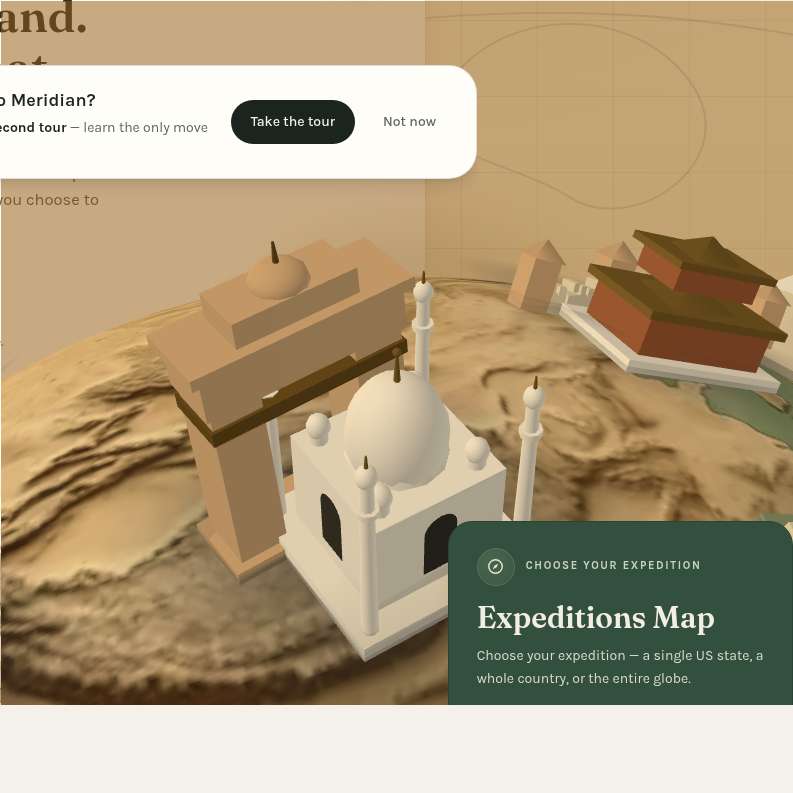 and.
Meridian?
second tour — learn the only move
Take the tour
Not now
you choose to
CHOOSE YOUR EXPEDITION
Expeditions Map
Choose your expedition — a single US state, a
whole country, or the entire globe.